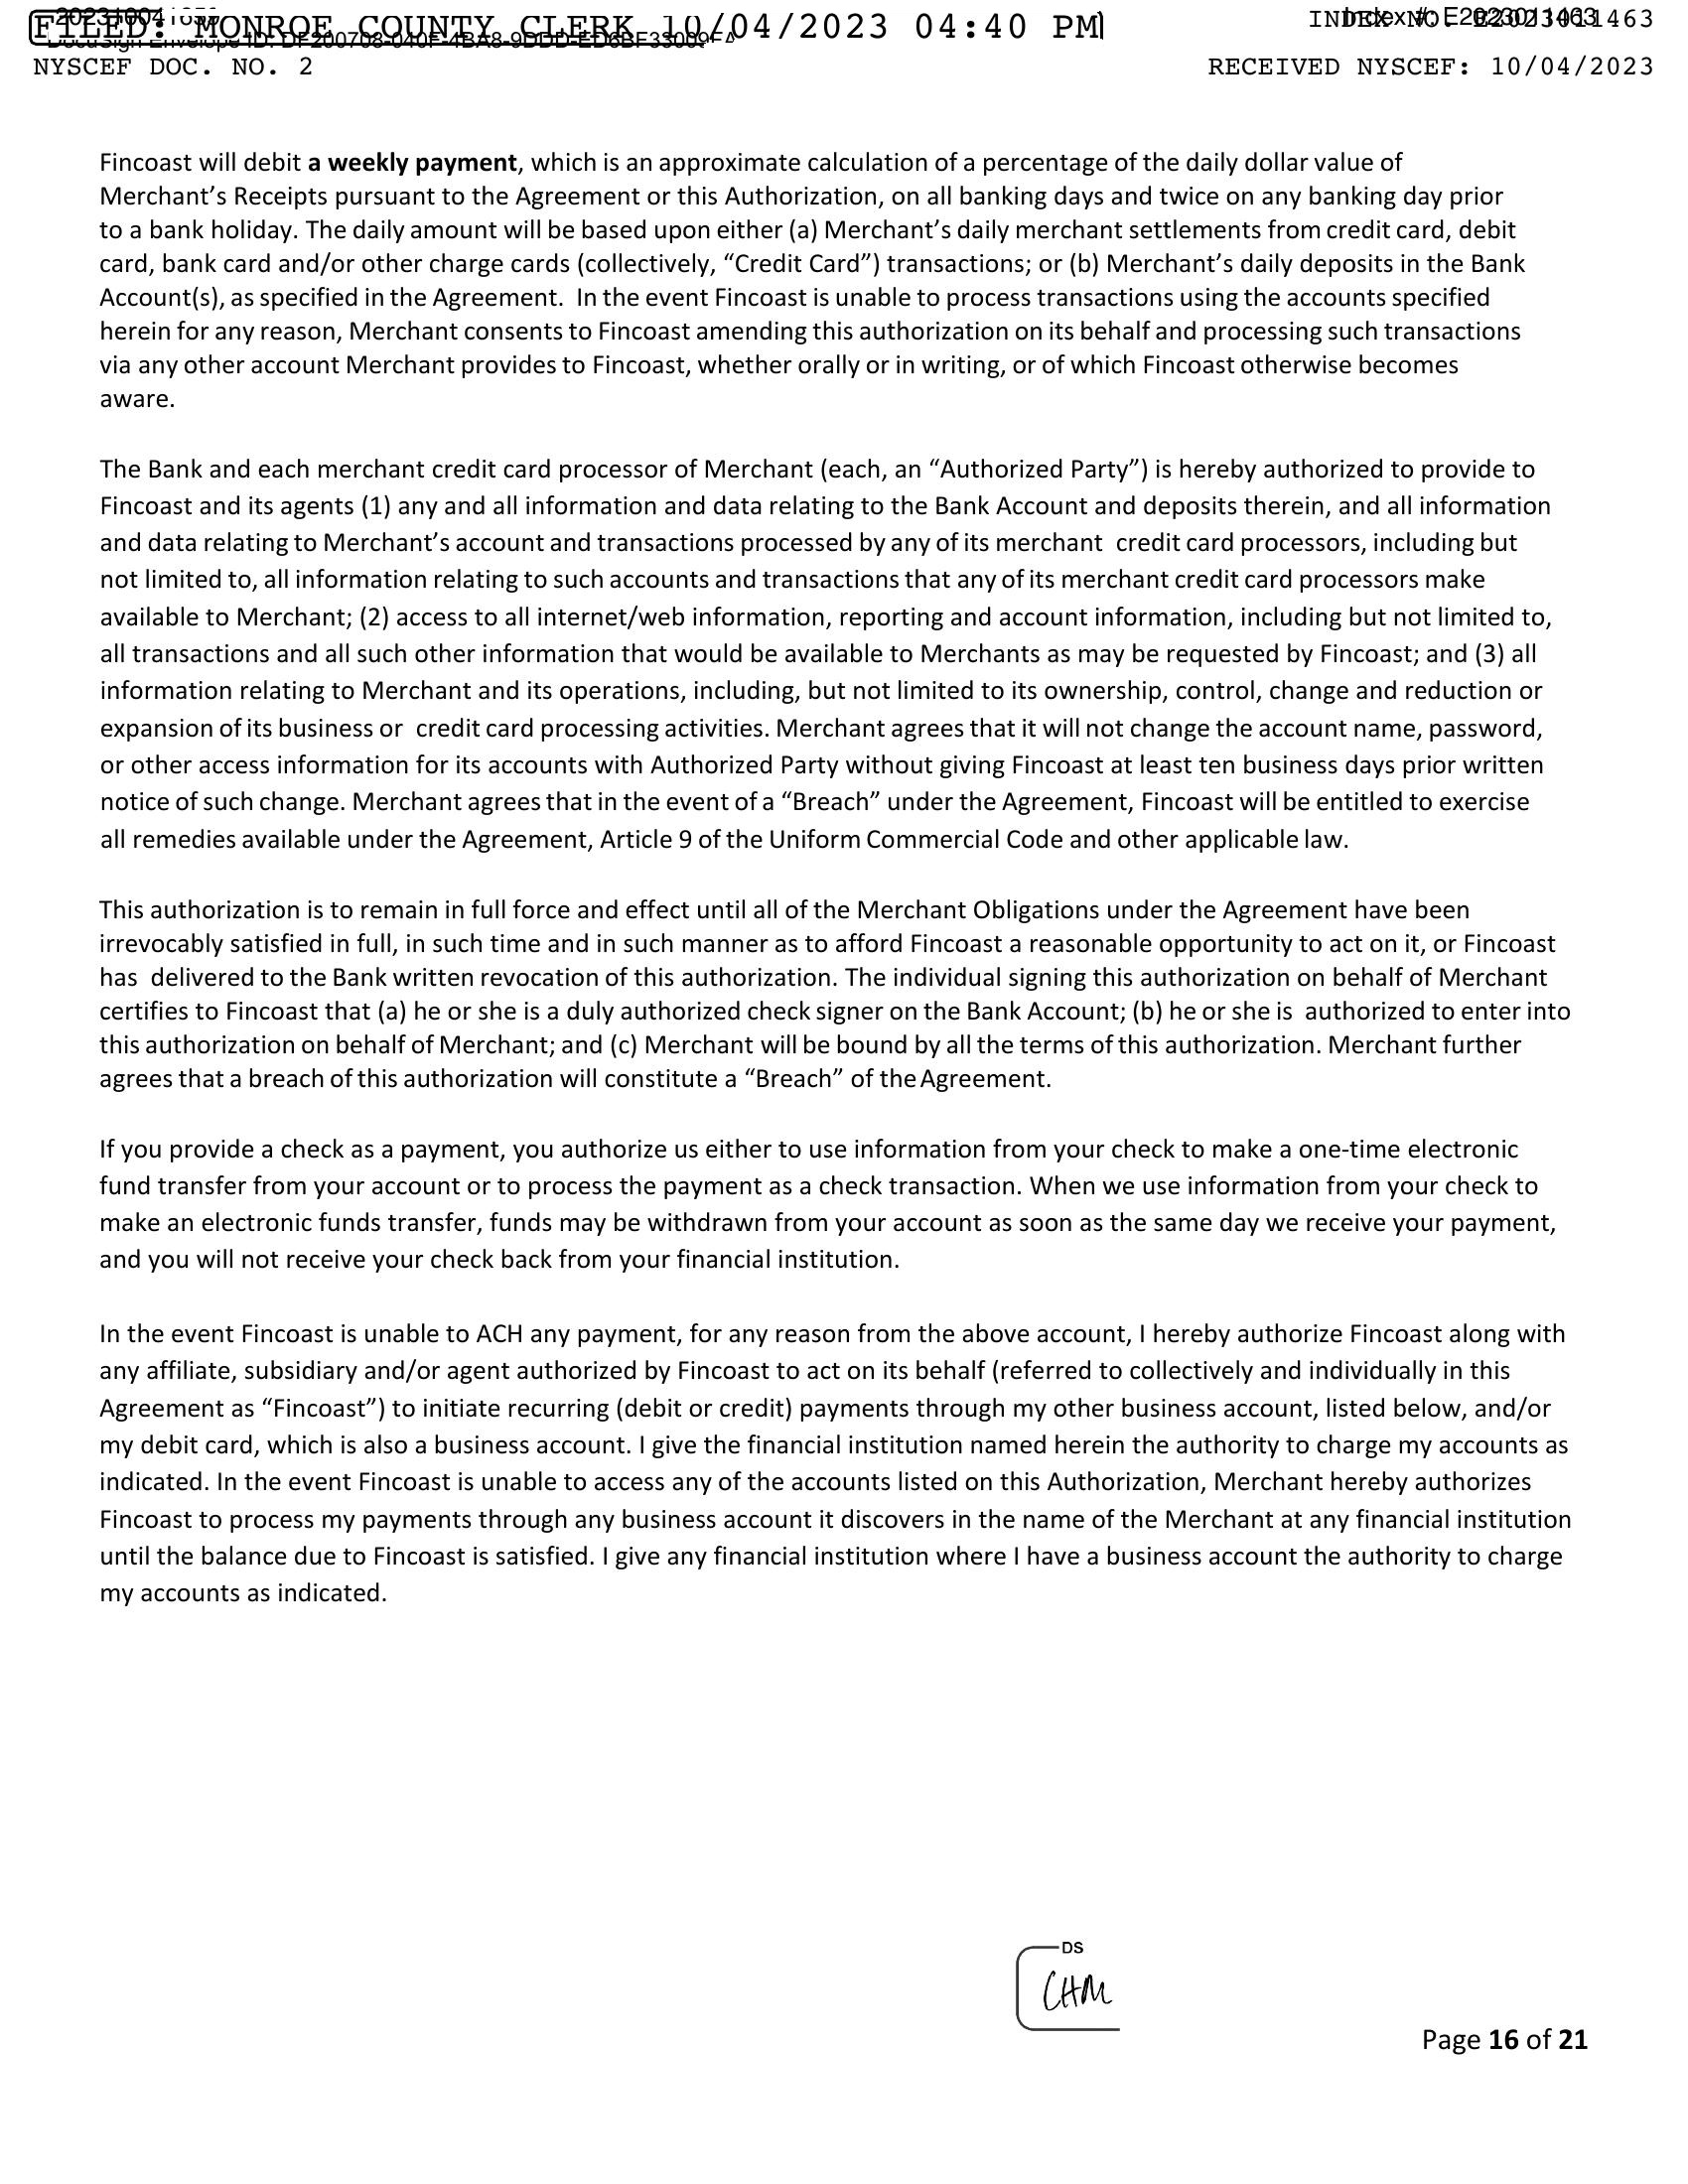 FILED: MONROE COUNTY CLERK 10/04/2023 04:40 PM
INDEX NO. E2023011463
Index #: E2023011463
NYSCEF DOC. NO. 2
RECEIVED NYSCEF: 10/04/2023
Fincoast will debit a weekly payment, which is an approximate calculation of a percentage of the daily dollar value of
Merchant’s Receipts pursuant to the Agreement or this Authorization, on all banking days and twice on any banking day prior
to a bank holiday. The daily amount will be based upon either (a) Merchant’s daily merchant settlements from credit card, debit
card, bank card and/or other charge cards (collectively, “Credit Card”) transactions; or (b) Merchant’s daily deposits in the Bank
Account(s), as specified in the Agreement. In the event Fincoast is unable to process transactions using the accounts specified
herein for any reason, Merchant consents to Fincoast amending this authorization on its behalf and processing such transactions
via any other account Merchant provides to Fincoast, whether orally or in writing, or of which Fincoast otherwise becomes
aware.
The Bank and each merchant credit card processor of Merchant (each, an “Authorized Party”) is hereby authorized to provide to
Fincoast and its agents (1) any and all information and data relating to the Bank Account and deposits therein, and all information
and data relating to Merchant’s account and transactions processed by any of its merchant credit card processors, including but
not limited to, all information relating to such accounts and transactions that any of its merchant credit card processors make
available to Merchant; (2) access to all internet/web information, reporting and account information, including but not limited to,
all transactions and all such other information that would be available to Merchants as may be requested by Fincoast; and (3) all
information relating to Merchant and its operations, including, but not limited to its ownership, control, change and reduction or
expansion of its business or credit card processing activities. Merchant agrees that it will not change the account name, password,
or other access information for its accounts with Authorized Party without giving Fincoast at least ten business days prior written
notice of such change. Merchant agrees that in the event of a “Breach” under the Agreement, Fincoast will be entitled to exercise
all remedies available under the Agreement, Article 9 of the Uniform Commercial Code and other applicable law.
This authorization is to remain in full force and effect until all of the Merchant Obligations under the Agreement have been
irrevocably satisfied in full, in such time and in such manner as to afford Fincoast a reasonable opportunity to act on it, or Fincoast
has delivered to the Bank written revocation of this authorization. The individual signing this authorization on behalf of Merchant
certifies to Fincoast that (a) he or she is a duly authorized check signer on the Bank Account; (b) he or she is authorized to enter into
this authorization on behalf of Merchant; and (c) Merchant will be bound by all the terms of this authorization. Merchant further
agrees that a breach of this authorization will constitute a “Breach” of the Agreement.
If you provide a check as a payment, you authorize us either to use information from your check to make a one-time electronic
fund transfer from your account or to process the payment as a check transaction. When we use information from your check to
make an electronic funds transfer, funds may be withdrawn from your account as soon as the same day we receive your payment,
and you will not receive your check back from your financial institution.
In the event Fincoast is unable to ACH any payment, for any reason from the above account, I hereby authorize Fincoast along with
any affiliate, subsidiary and/or agent authorized by Fincoast to act on its behalf (referred to collectively and individually in this
Agreement as “Fincoast”) to initiate recurring (debit or credit) payments through my other business account, listed below, and/or
my debit card, which is also a business account. I give the financial institution named herein the authority to charge my accounts as
indicated. In the event Fincoast is unable to access any of the accounts listed on this Authorization, Merchant hereby authorizes
Fincoast to process my payments through any business account it discovers in the name of the Merchant at any financial institution
until the balance due to Fincoast is satisfied. I give any financial institution where I have a business account the authority to charge
my accounts as indicated.
DS
CHM
Page 16 of 21